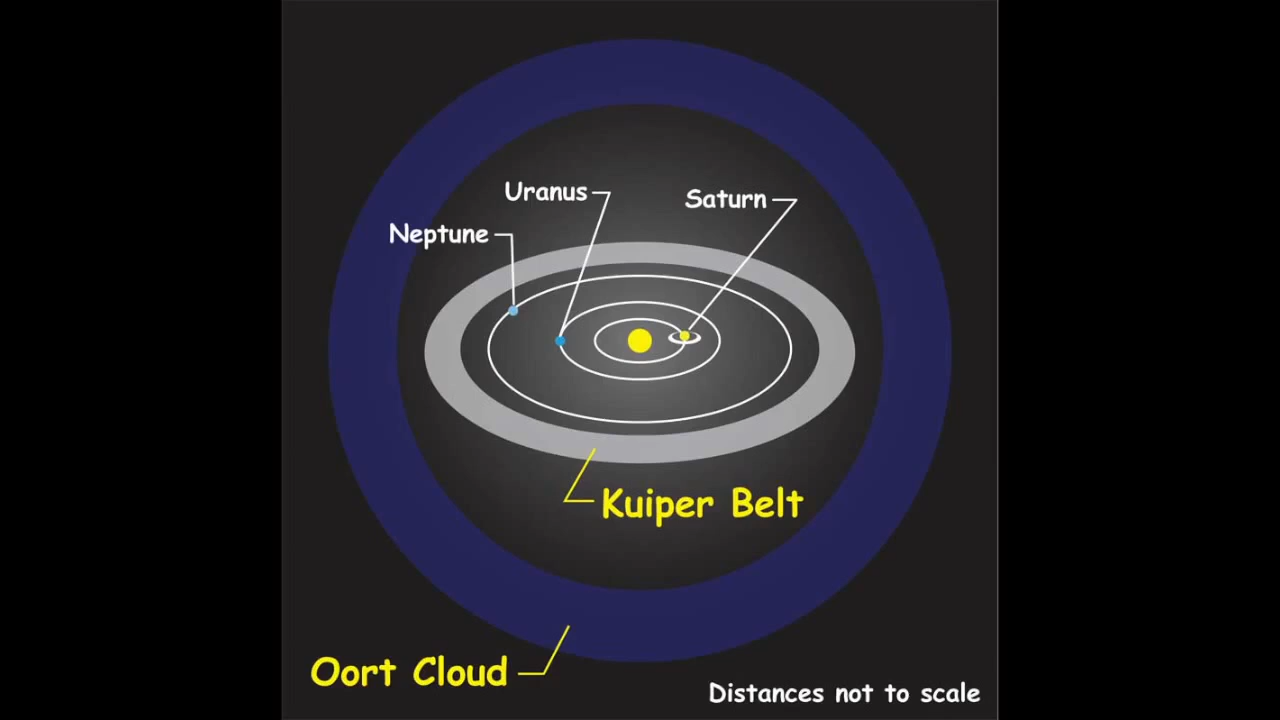 Uranus
Saturn
Neptune
Kuiper Belt
Oort Cloud
Distances not to scale